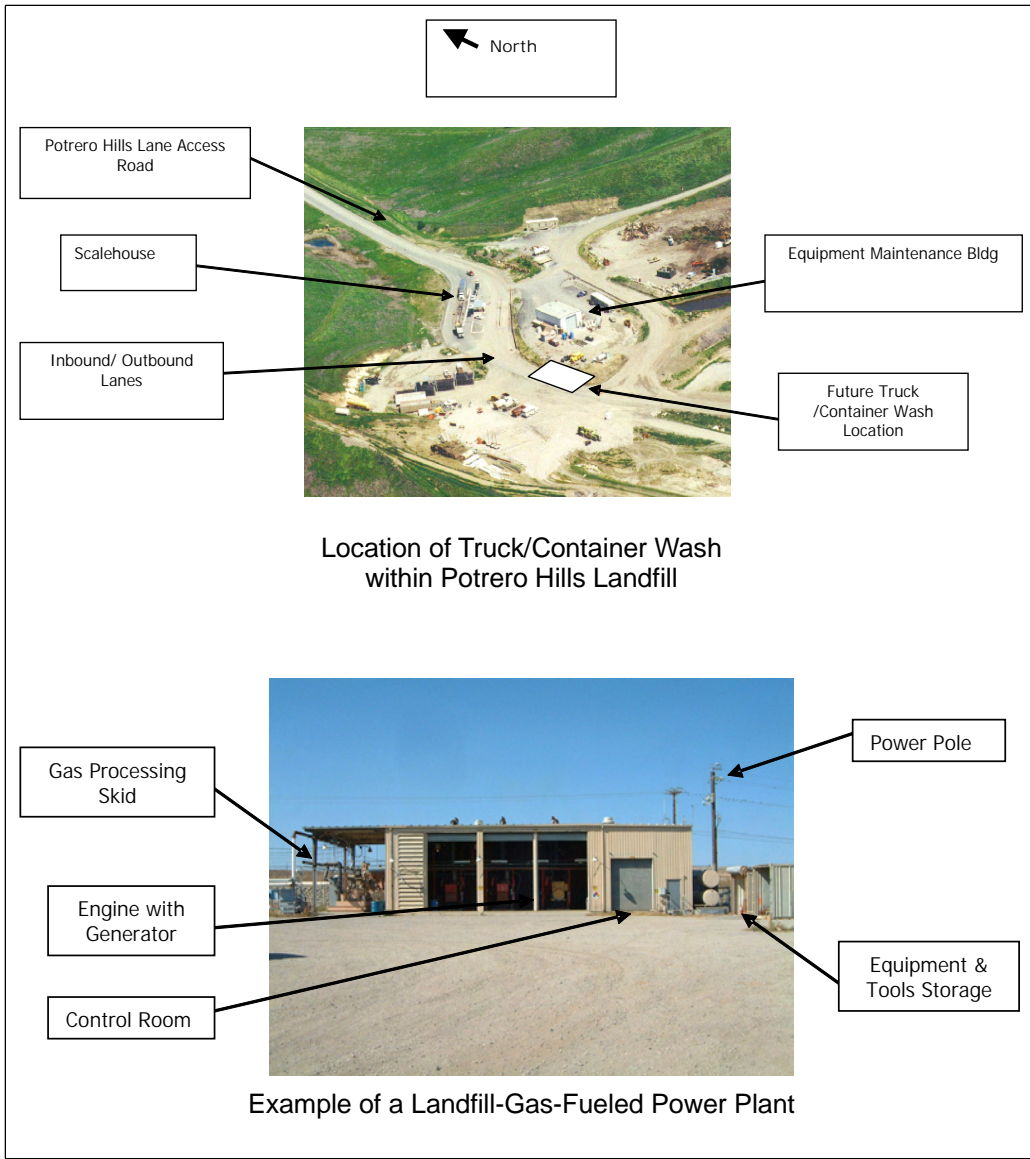 North
Potrero Hills Lane Access
Road
Scalehouse
Equipment Maintenance Bldg
Inbound/ Outbound
Lanes
Future Truck
/Container Wash
Location
Location of Truck/Container Wash
within Potrero Hills Landfill
Power Pole
Gas Processing
Skid
Engine with
Generator
Equipment &
Tools Storage
Control Room
Example of a Landfill-Gas-Fueled Power Plant